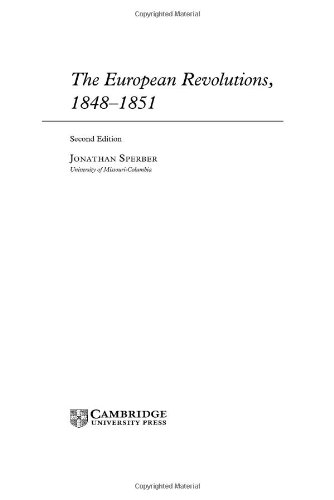 Copyrighted Material
The European Revolutions,
1848–1851
Second Edition
JONATHAN SPERBER
University of Missouri-Columbia
CAMBRIDGE
UNIVERSITY PRESS
Copyrighted Material